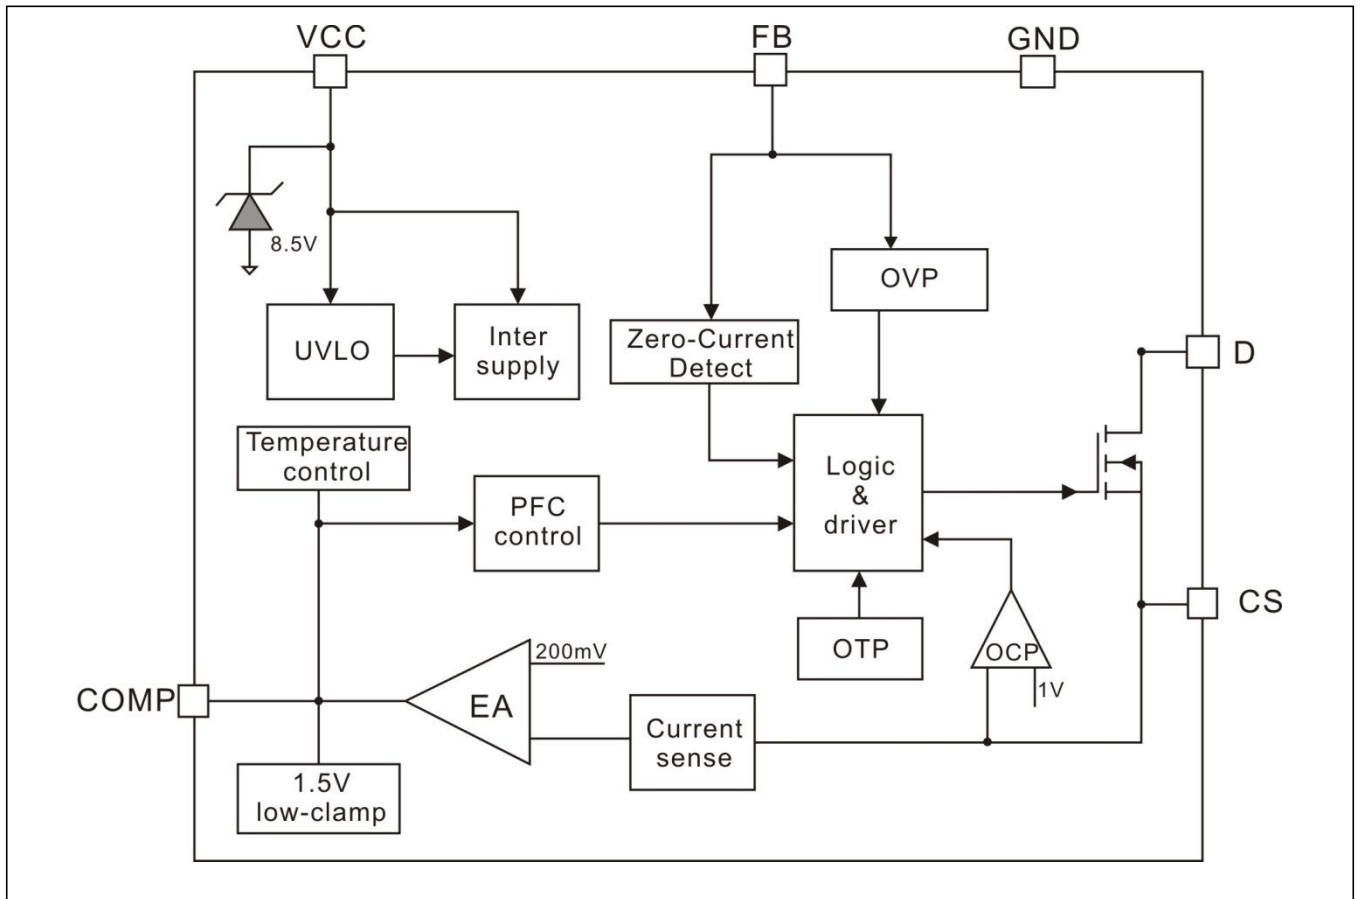 VCC
FB
GND
8.5V
OVP
UVLO
Inter
supply
Zero-Current
Detect
D
Temperature
control
PFC
control
Logic
&
driver
CS
OTP
OCP
1V
200mV
EA
COMP
Current
sense
1.5V
low-clamp